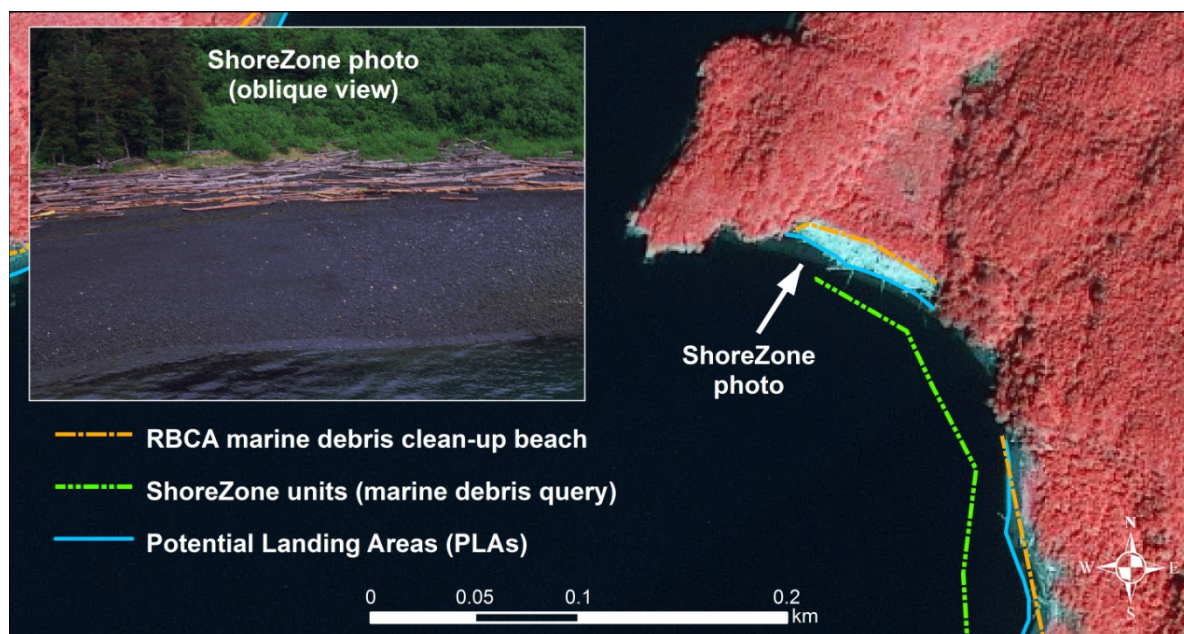 ShoreZone photo
(oblique view)
ShoreZone
photo
RBCA marine debris clean-up beach
ShoreZone units (marine debris query)
Potential Landing Areas (PLAs)
0 0.05 0.1 0.2
km
N
W E
S